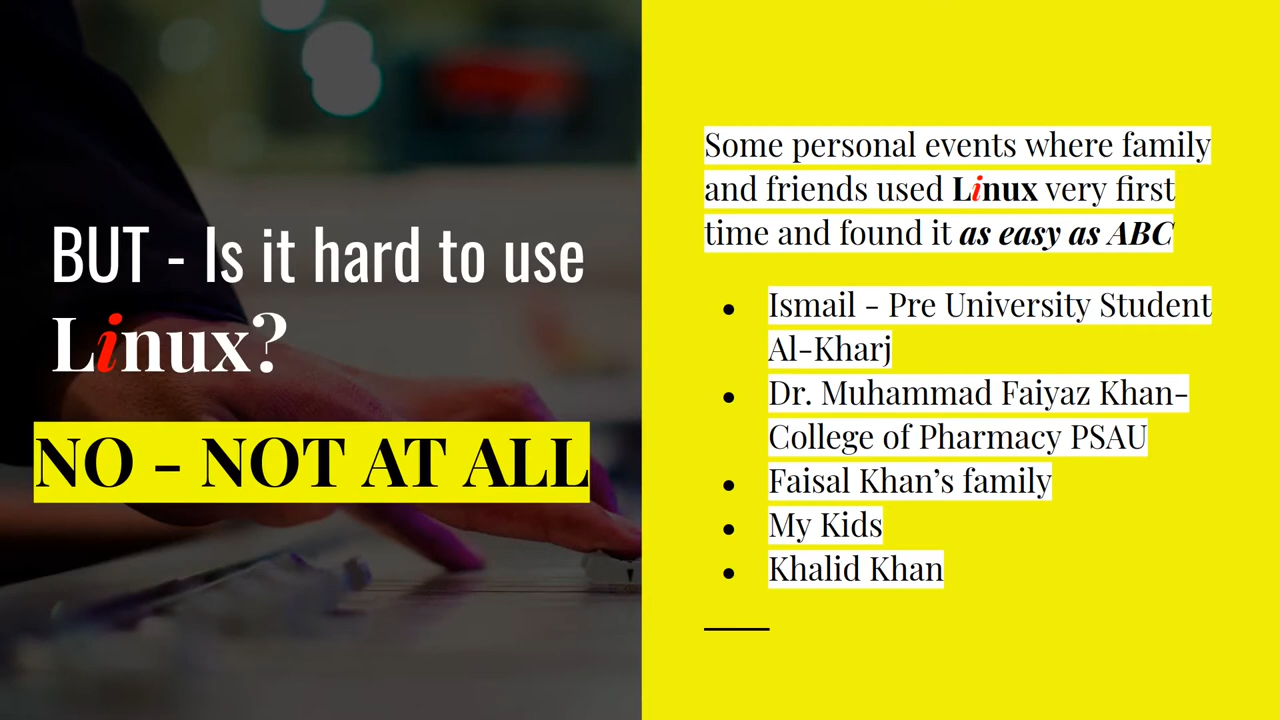 BUT - Is it hard to use
Linux?
NO - NOT AT ALL
Some personal events where family
and friends used Linux very first
time and found it as easy as ABC
● Ismail - Pre University Student
Al-Kharj
● Dr. Muhammad Faiyaz Khan-
College of Pharmacy PSAU
● Faisal Khan’s family
● My Kids
● Khalid Khan